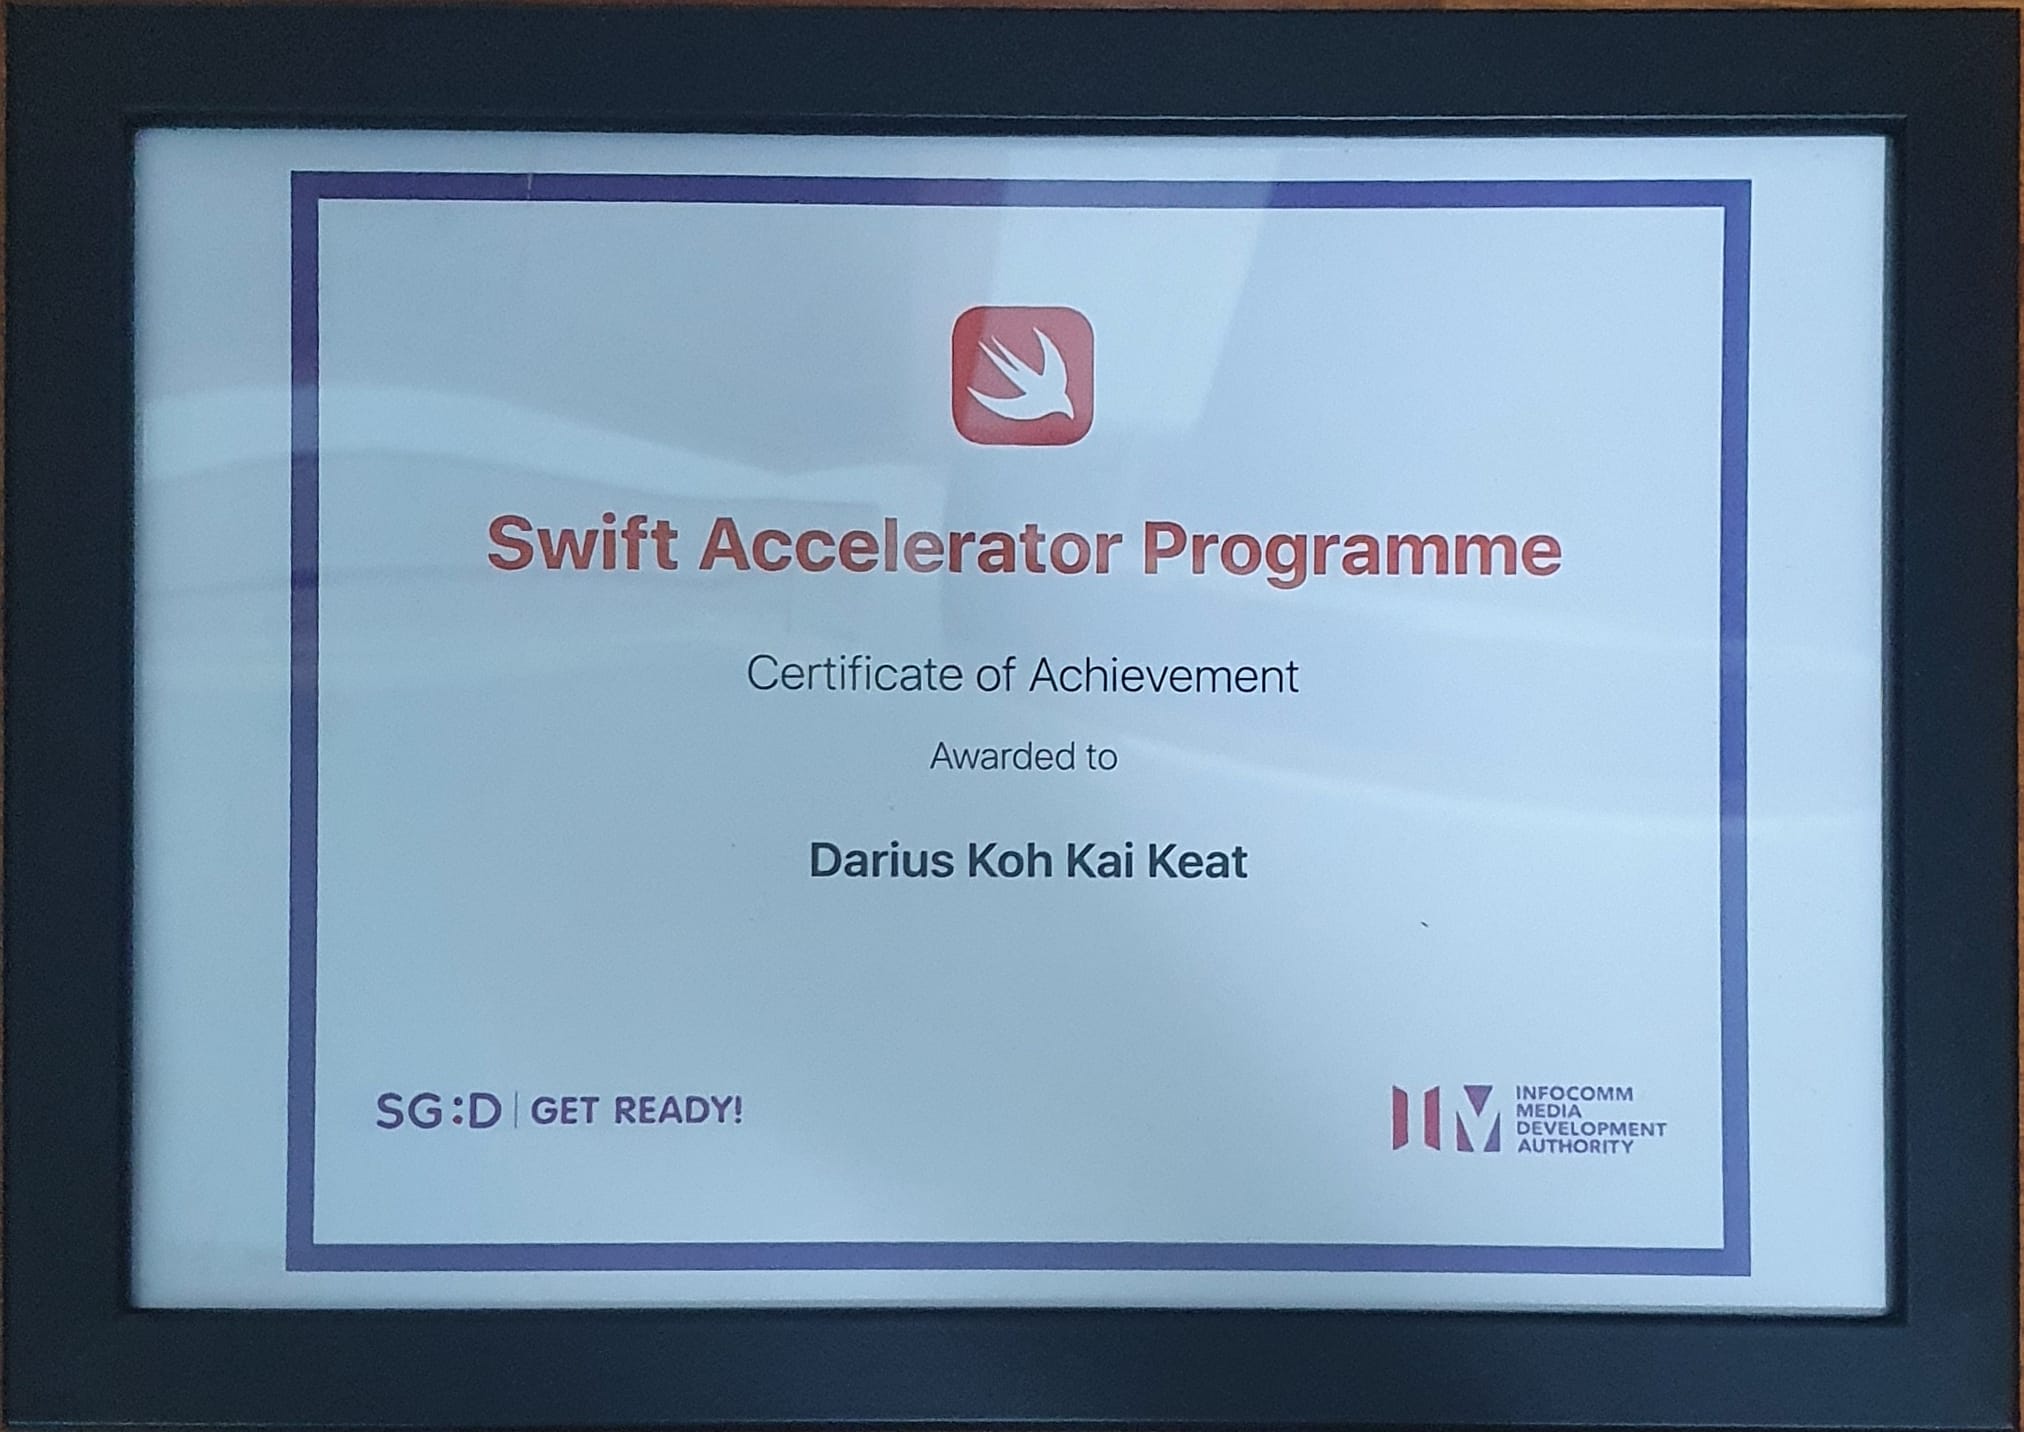 Swift Accelerator Programme
Certificate of Achievement
Awarded to
Darius Koh Kai Keat
SG:D | GET READY!
INFOCOMM
MEDIA
DEVELOPMENT
AUTHORITY